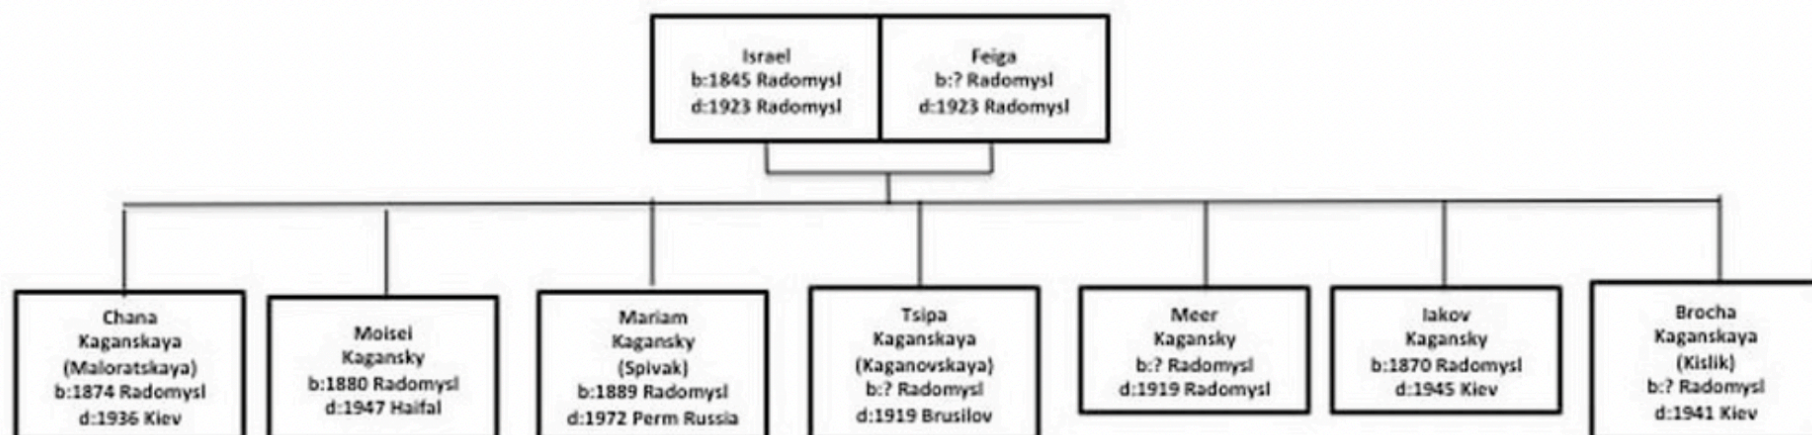 Israel
b:1845 Radomysl
d:1923 Radomysl
Feiga
b:? Radomysl
d:1923 Radomysl
Chana
Kaganskaya
(Maloratskaya)
b:1874 Radomysl
d:1936 Kiev
Moisei
Kagansky
b:1880 Radomysl
d:1947 Haifal
Mariam
Kagansky
(Spivak)
b:1889 Radomysl
d:1972 Perm Russia
Tsipa
Kaganskaya
(Kaganovskaya)
b:? Radomysl
d:1919 Brusilov
Meer
Kagansky
b:? Radomysl
d:1919 Radomysl
Iakov
Kagansky
b:1870 Radomysl
d:1945 Kiev
Brocha
Kaganskaya
(Kislik)
b:? Radomysl
d:1941 Kiev